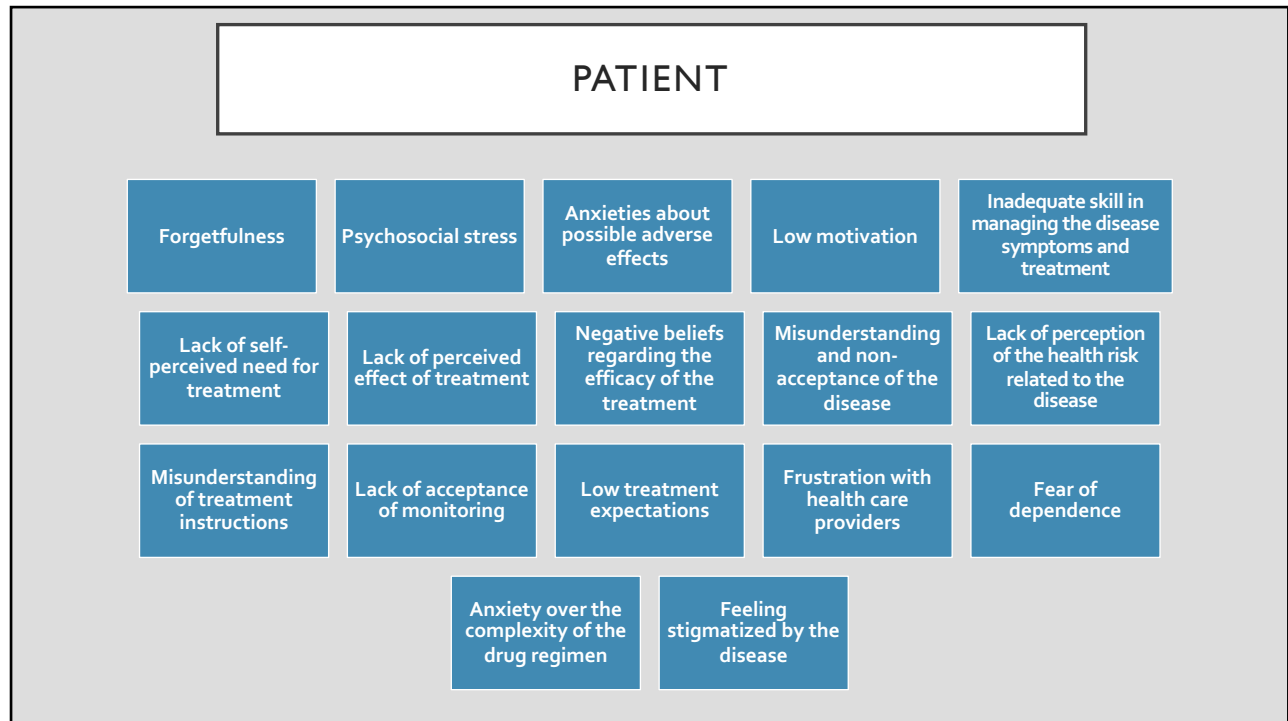 PATIENT
Forgetfulness
Psychosocial stress
Anxieties about
possible adverse
effects
Low motivation
Inadequate skill in
managing the disease
symptoms and
treatment
Lack of self-
perceived need for
treatment
Lack of perceived
effect of treatment
Negative beliefs
regarding the
efficacy of the
treatment
Misunderstanding
and non-
acceptance of the
disease
Lack of perception
of the health risk
related to the
disease
Misunderstanding
of treatment
instructions
Lack of acceptance
of monitoring
Low treatment
expectations
Frustration with
health care
providers
Fear of
dependence
Anxiety over the
complexity of the
drug regimen
Feeling
stigmatized by the
disease